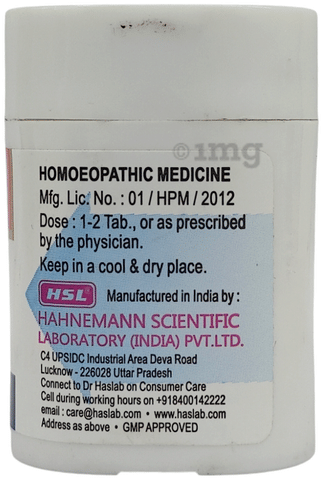 1mg
HOMOEOPATHIC MEDICINE
Mfg. Lic. No. : 01 / HPM / 2012
Dose : 1-2 Tab., or as prescribed
by the physician.
Keep in a cool & dry place.
HSL Manufactured in India by :
HAHNEMANN SCIENTIFIC
LABORATORY (INDIA) PVT.LTD.
C4 UPSIDC Industrial Area Deva Road
Lucknow - 226028 Uttar Pradesh
Connect to Dr Haslab on Consumer Care
Cell during working hours on +918400142222
email : care@haslab.com • www.haslab.com
Address as above • GMP APPROVED